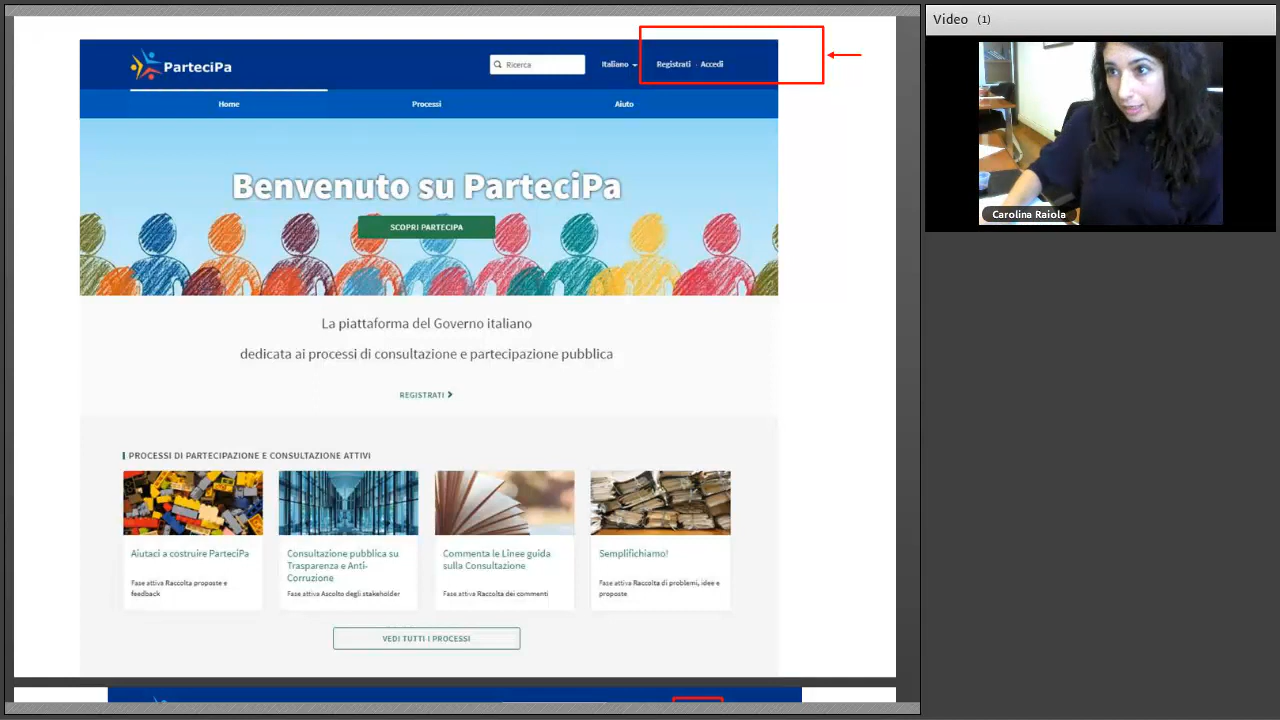 Video (1)
Carolina Raiola
ParteciPa
Ricerca
Italiano
Registrati · Accedi
Home
Processi
Aiuto
Benvenuto su ParteciPa
SCOPRI PARTECIPA
La piattaforma del Governo italiano
dedicata ai processi di consultazione e partecipazione pubblica
REGISTRATI
PROCESSI DI PARTECIPAZIONE E CONSULTAZIONE ATTIVI
Aiutaci a costruire ParteciPa
Fase attiva Raccolta proposte e
feedback
Consultazione pubblica su
Trasparenza e Anti-
Corruzione
Fase attiva Ascolto degli stakeholder
Commenta le Linee guida
sulla Consultazione
Fase attiva Raccolta dei commenti
Semplifichiamo!
Fase attiva Raccolta di problemi, idee e
proposte
VEDI TUTTI I PROCESSI